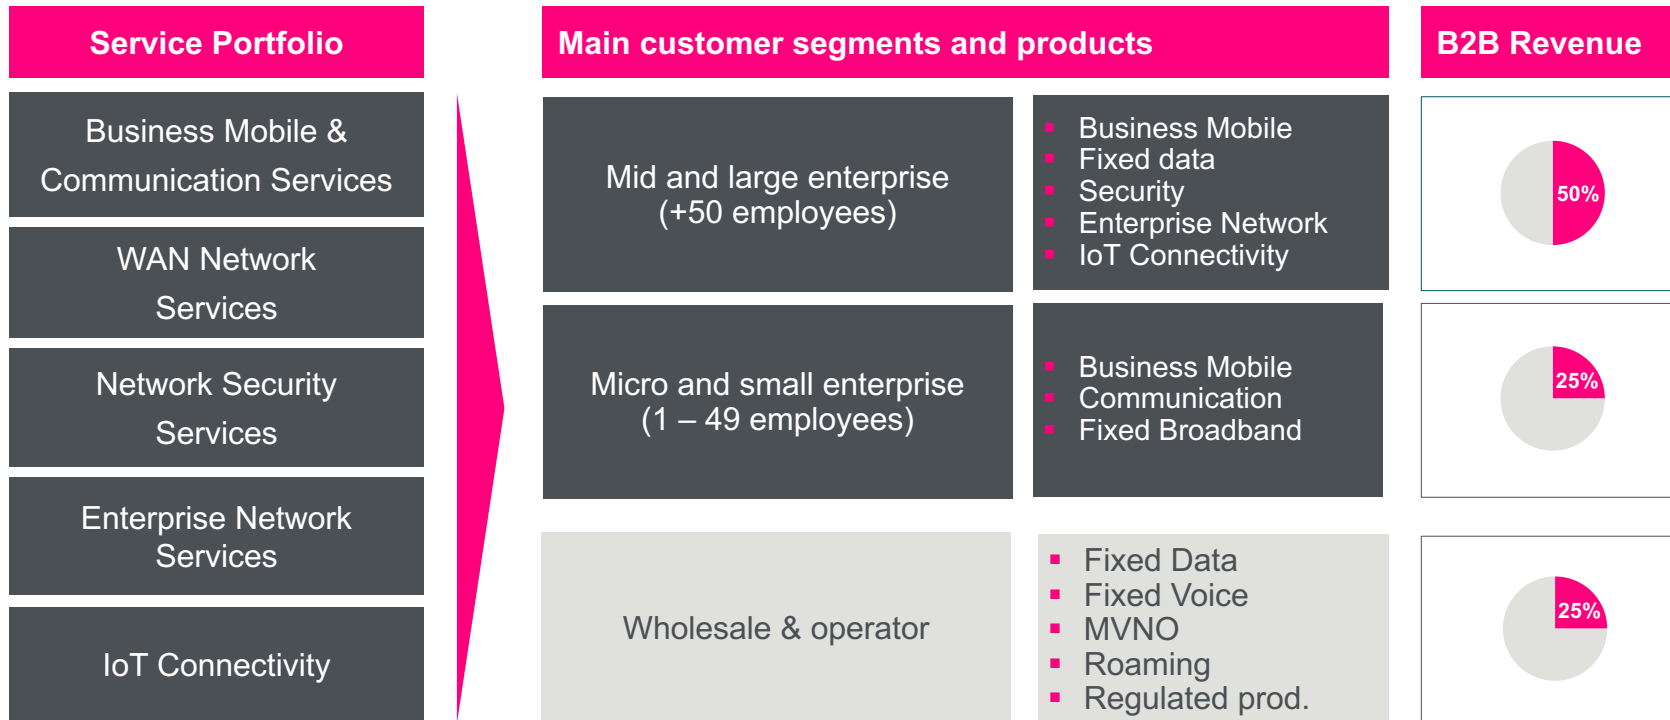 Service Portfolio
Business Mobile &
Communication Services
WAN Network
Services
Network Security
Services
Enterprise Network
Services
IoT Connectivity
Main customer segments and products
Mid and large enterprise
(+50 employees)
Business Mobile
Fixed data
Security
Enterprise Network
IoT Connectivity
Micro and small enterprise
(1 – 49 employees)
Business Mobile
Communication
Fixed Broadband
Wholesale & operator
Fixed Data
Fixed Voice
MVNO
Roaming
Regulated prod.
B2B Revenue
50%
25%
25%